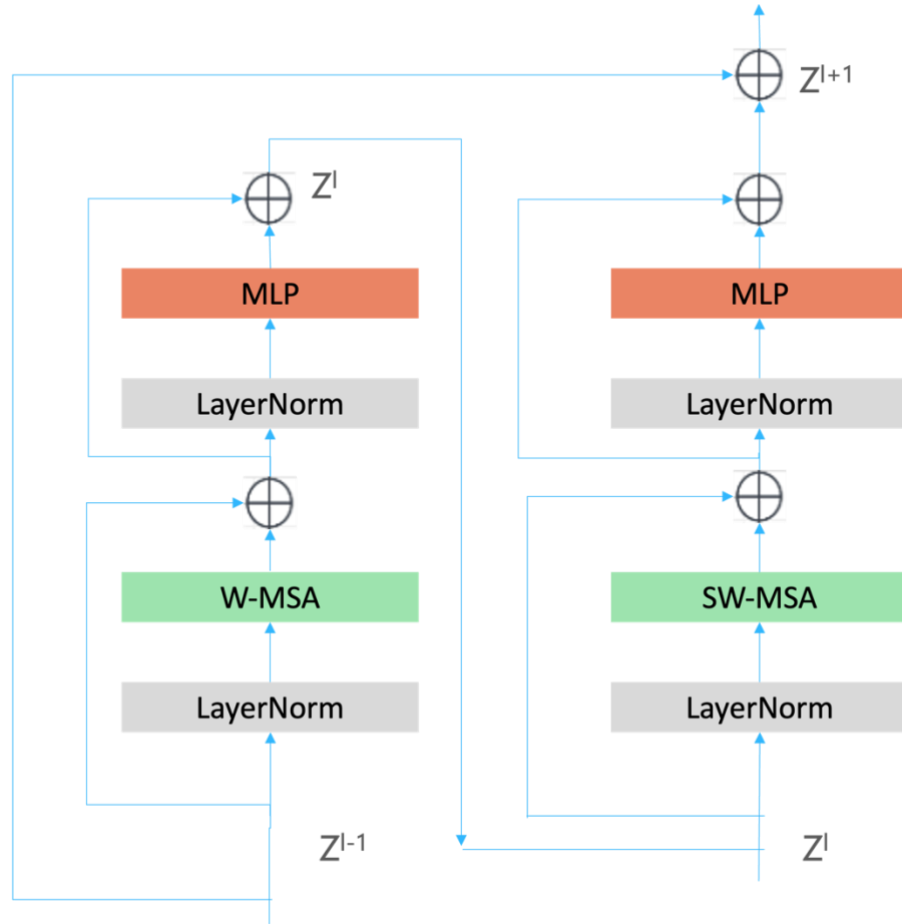 Z^{l+1}
Z^l
MLP
MLP
LayerNorm
LayerNorm
W-MSA
SW-MSA
LayerNorm
LayerNorm
Z^{l-1}
Z^l